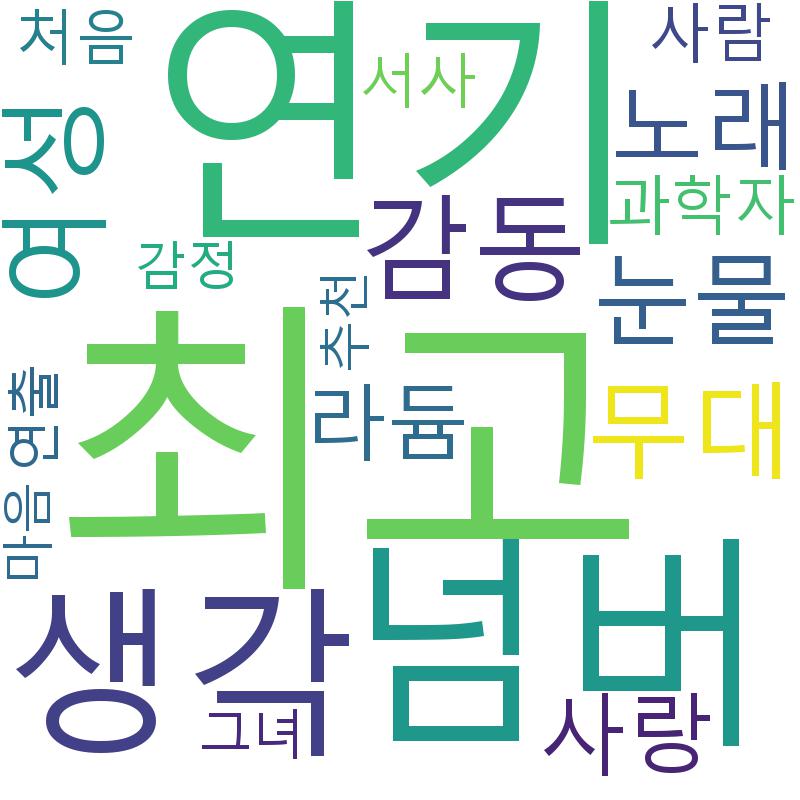 처음
연기
서사
사람
여성
노래
과학자
감동
감정
추천
눈물
최고
연출
라듐
무대
마음
생각
넘버
그녀
사랑